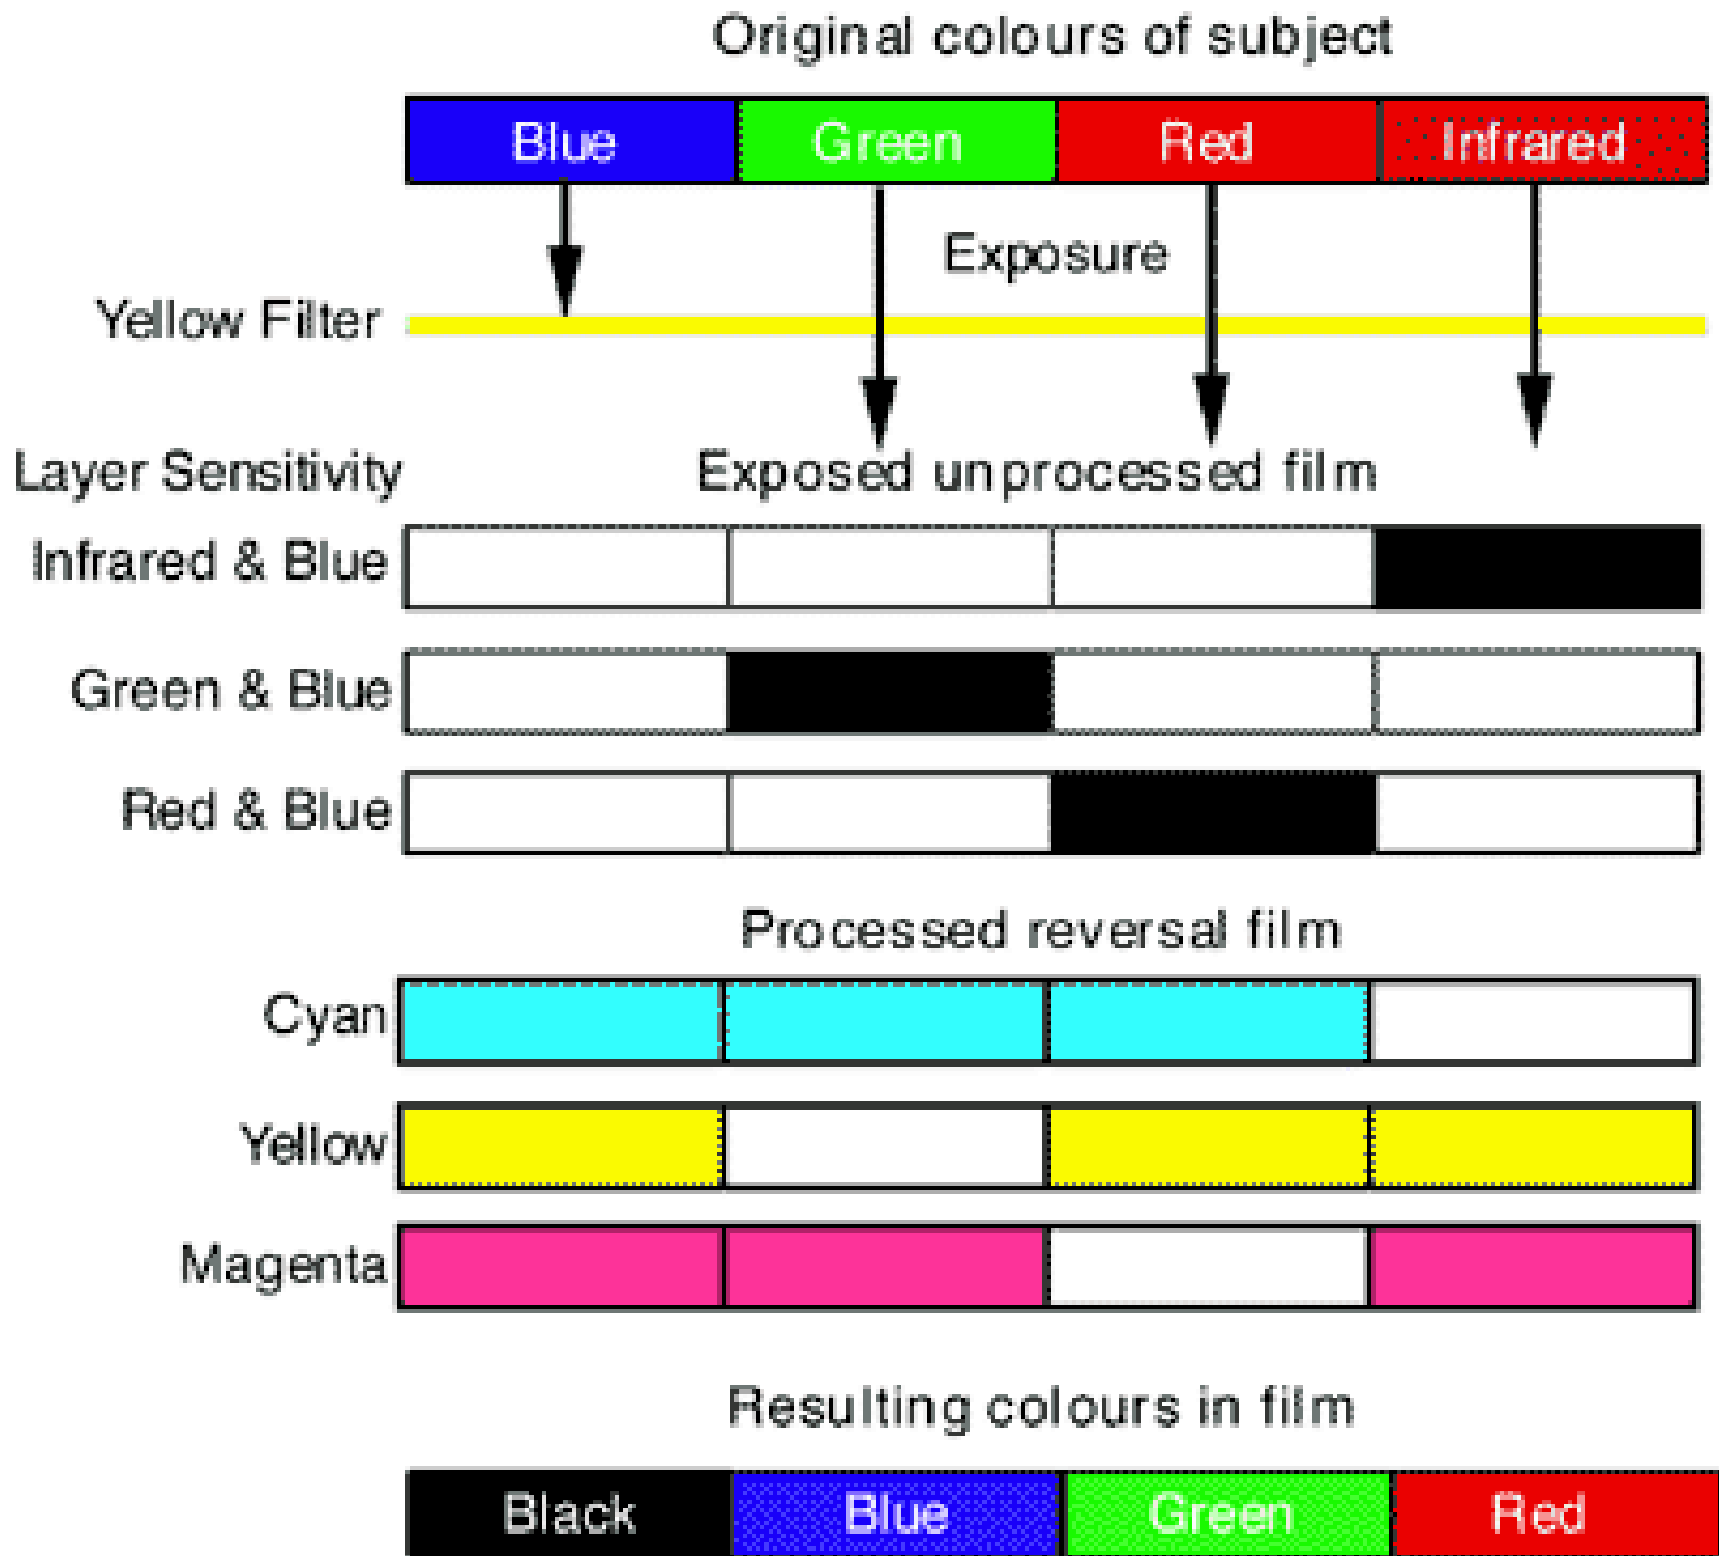 Original colours of subject
Blue Green Red Infrared
Exposure
Yellow Filter
Layer Sensitivity Exposed unprocessed film
Infrared & Blue
Green & Blue
Red & Blue
Processed reversal film
Cyan
Yellow
Magenta
Resulting colours in film
Black Blue Green Red